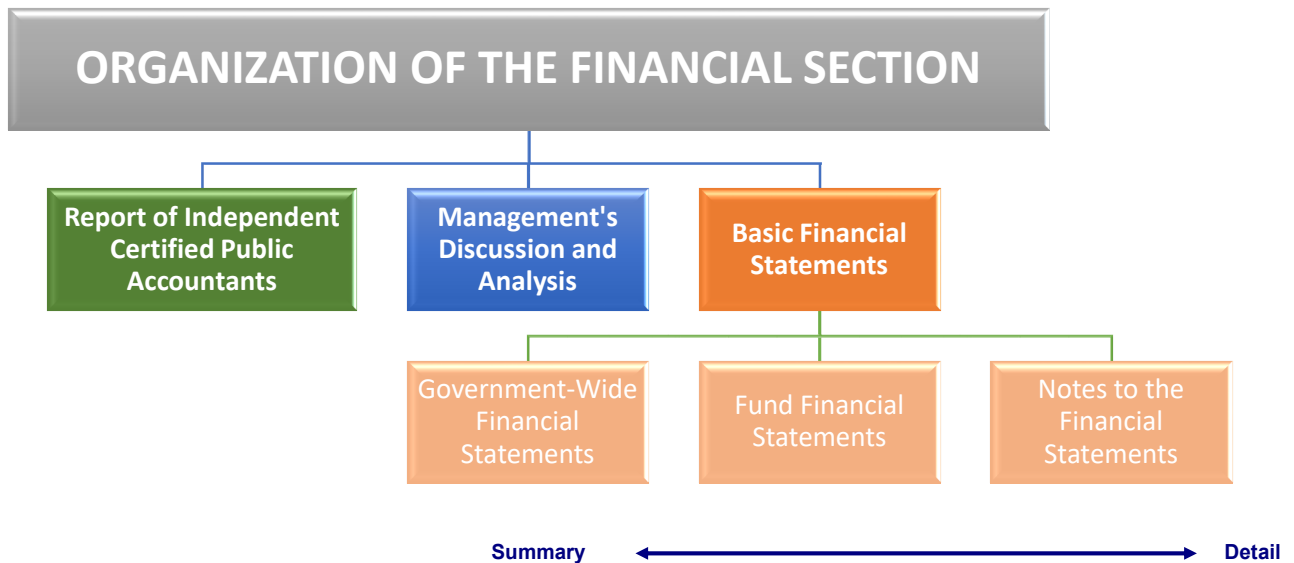 ORGANIZATION OF THE FINANCIAL SECTION
Report of Independent
Certified Public
Accountants
Management's
Discussion and
Analysis
Basic Financial
Statements
Government-Wide
Financial
Statements
Fund Financial
Statements
Notes to the
Financial
Statements
Summary
Detail